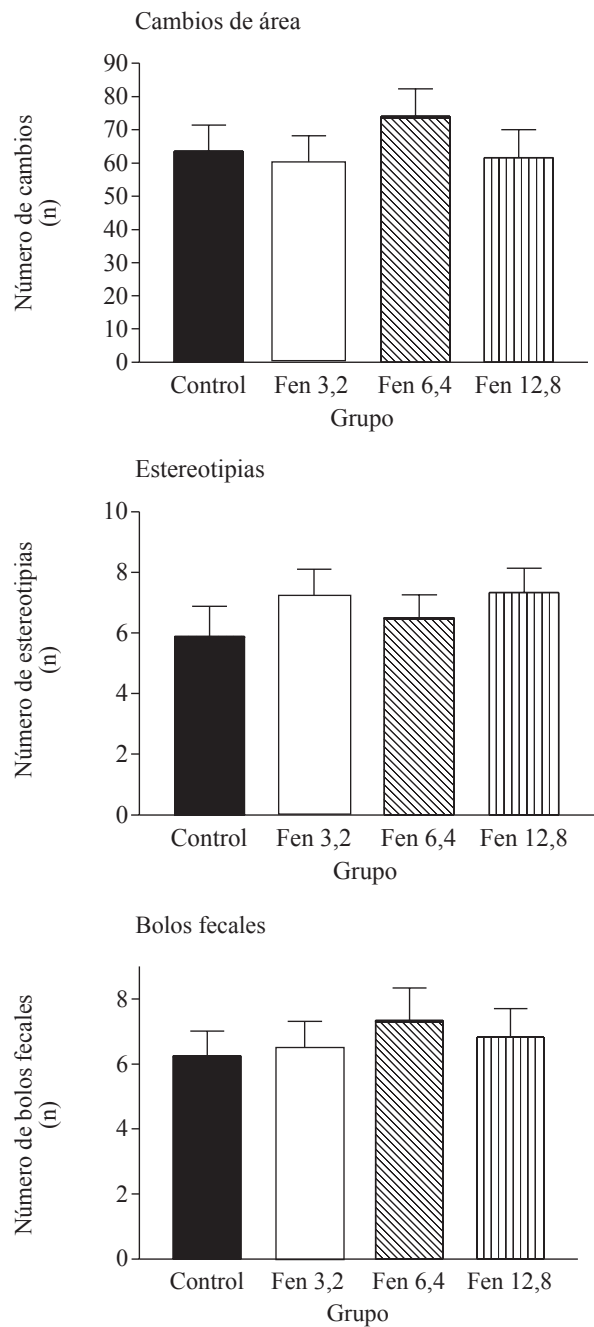 Cambios de área
Número de cambios
(n)
90
80
70
60
50
40
30
20
10
0
Control Fen 3,2 Fen 6,4 Fen 12,8
Grupo
Estereotipias
Número de estereotipias
(n)
10
8
6
4
2
0
Control Fen 3,2 Fen 6,4 Fen 12,8
Grupo
Bolos fecales
Número de bolos fecales
(n)
8
6
4
2
0
Control Fen 3,2 Fen 6,4 Fen 12,8
Grupo